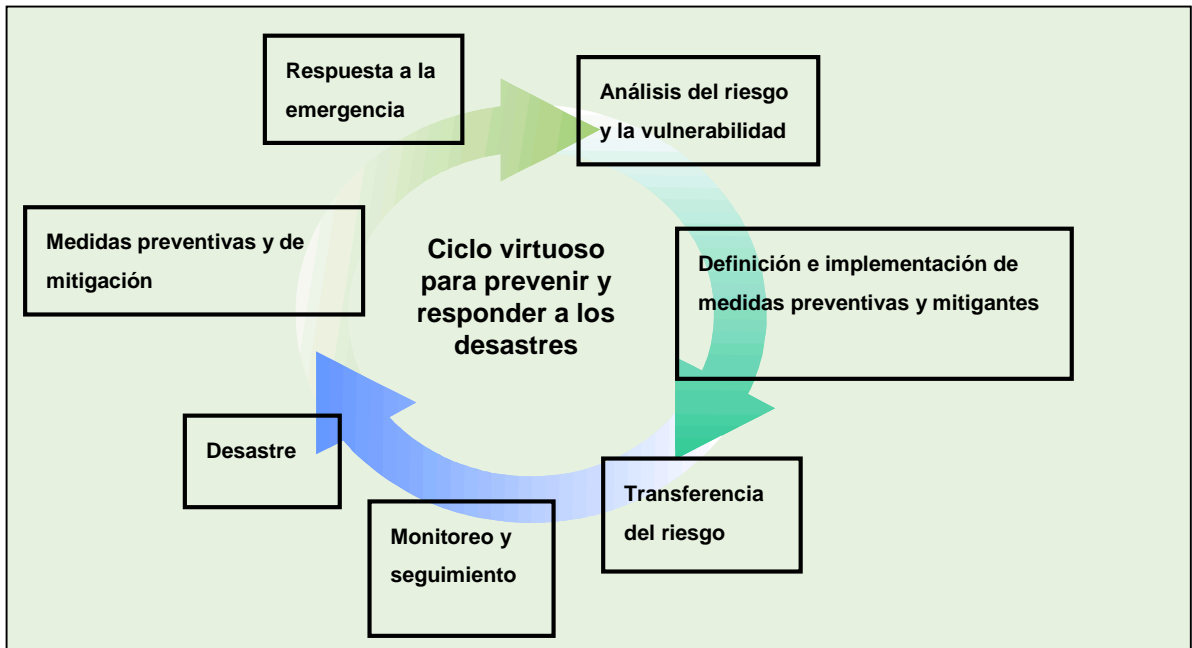 Respuesta a la
emergencia
Análisis del riesgo
y la vulnerabilidad
Medidas preventivas y de
mitigación
Ciclo virtuoso
para prevenir y
responder a los
desastres
Definición e implementación de
medidas preventivas y mitigantes
Desastre
Monitoreo y
seguimiento
Transferencia
del riesgo